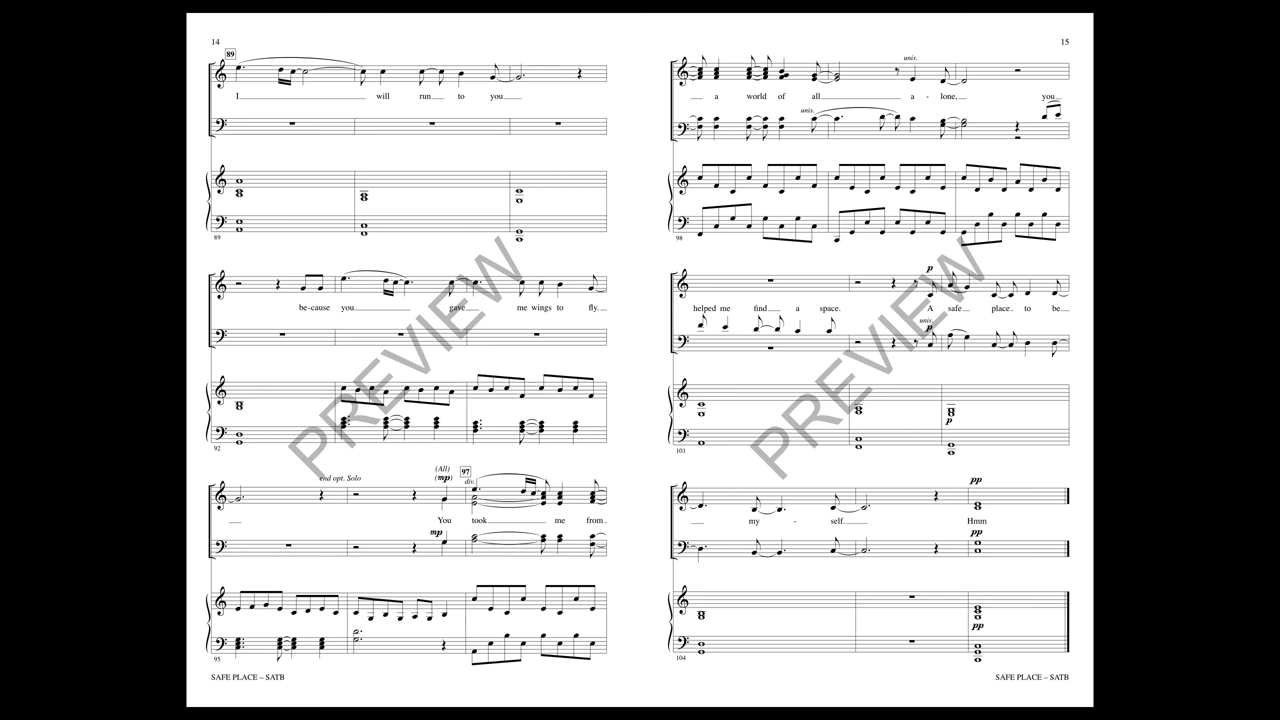 14
89
I will run to you
89
be-cause you gave me wings to fly.
92
end opt. Solo
(All)
(mp)
97
div.
You took me from
mp
95
SAFE PLACE – SATB
PREVIEW
15
unis.
a world of all a - lone, you
unis.
98
p
helped me find a space. A safe place to be
unis.
p
p
101
pp
my - self. Hmm
pp
pp
104
SAFE PLACE – SATB
PREVIEW